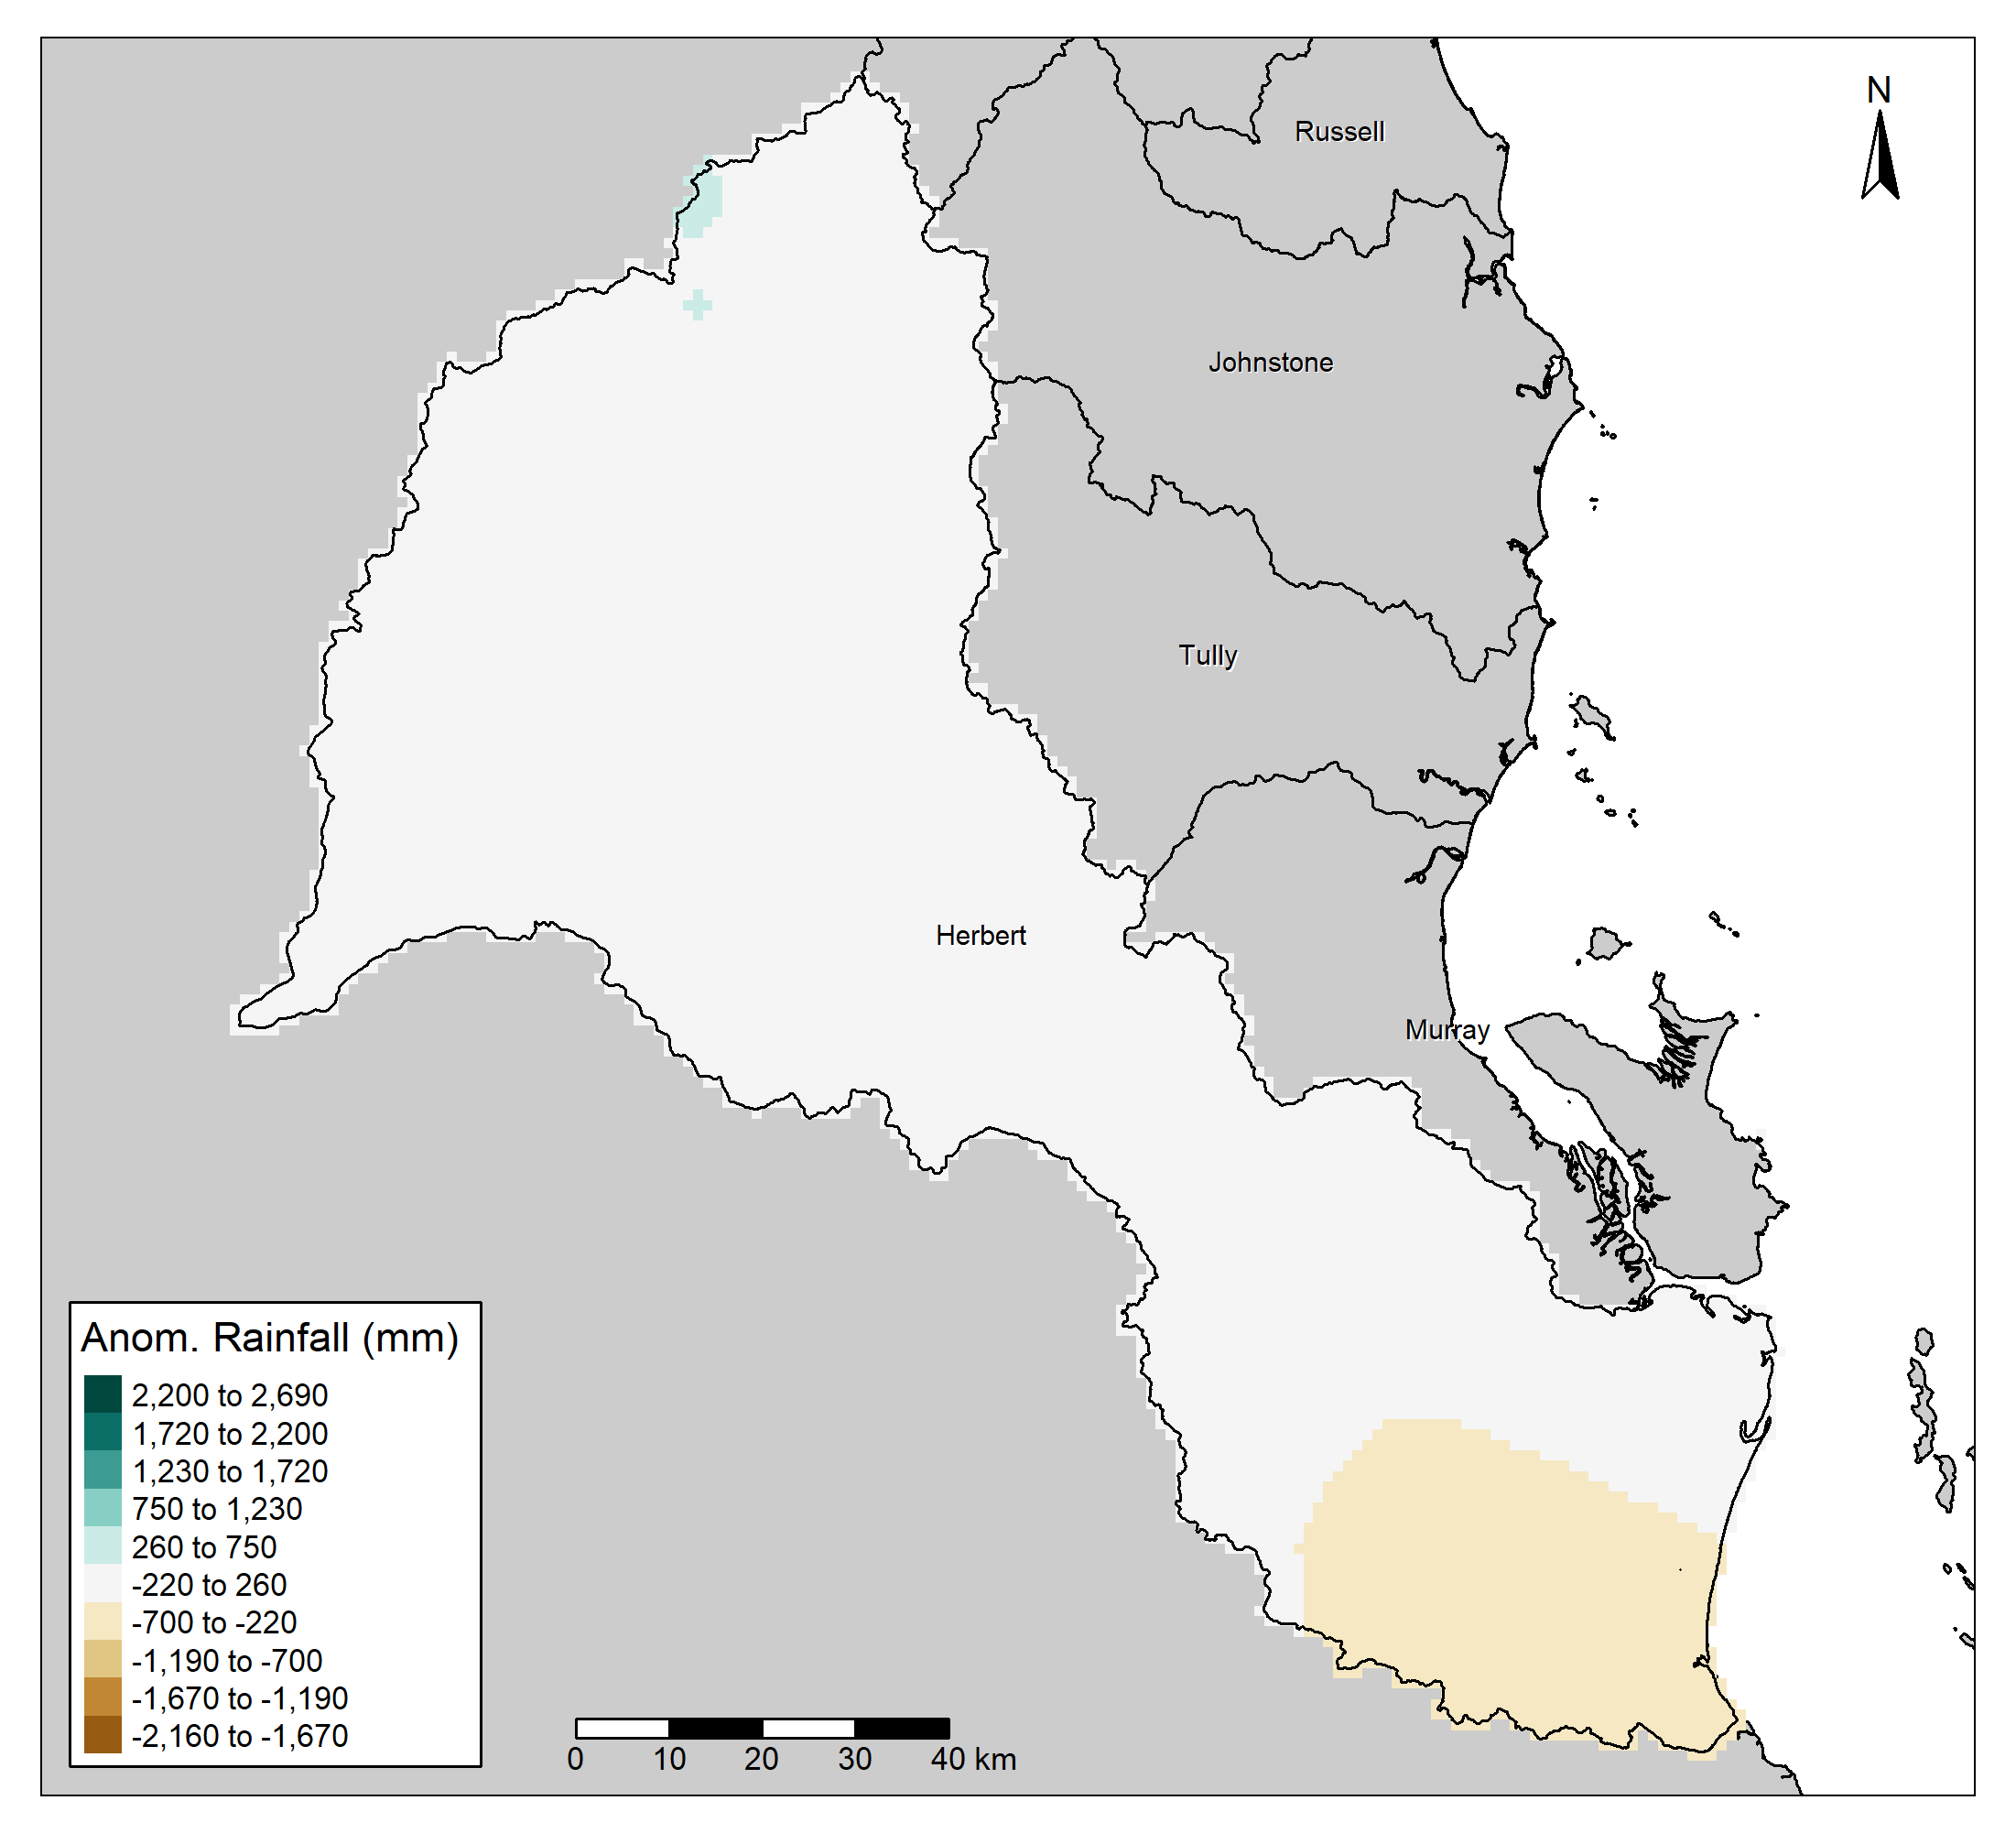 N
Russell
Johnstone
Tully
Herbert
Murray
Anom. Rainfall (mm)
2,200 to 2,690
1,720 to 2,200
1,230 to 1,720
750 to 1,230
260 to 750
-220 to 260
-700 to -220
-1,190 to -700
-1,670 to -1,190
-2,160 to -1,670
0 10 20 30 40 km